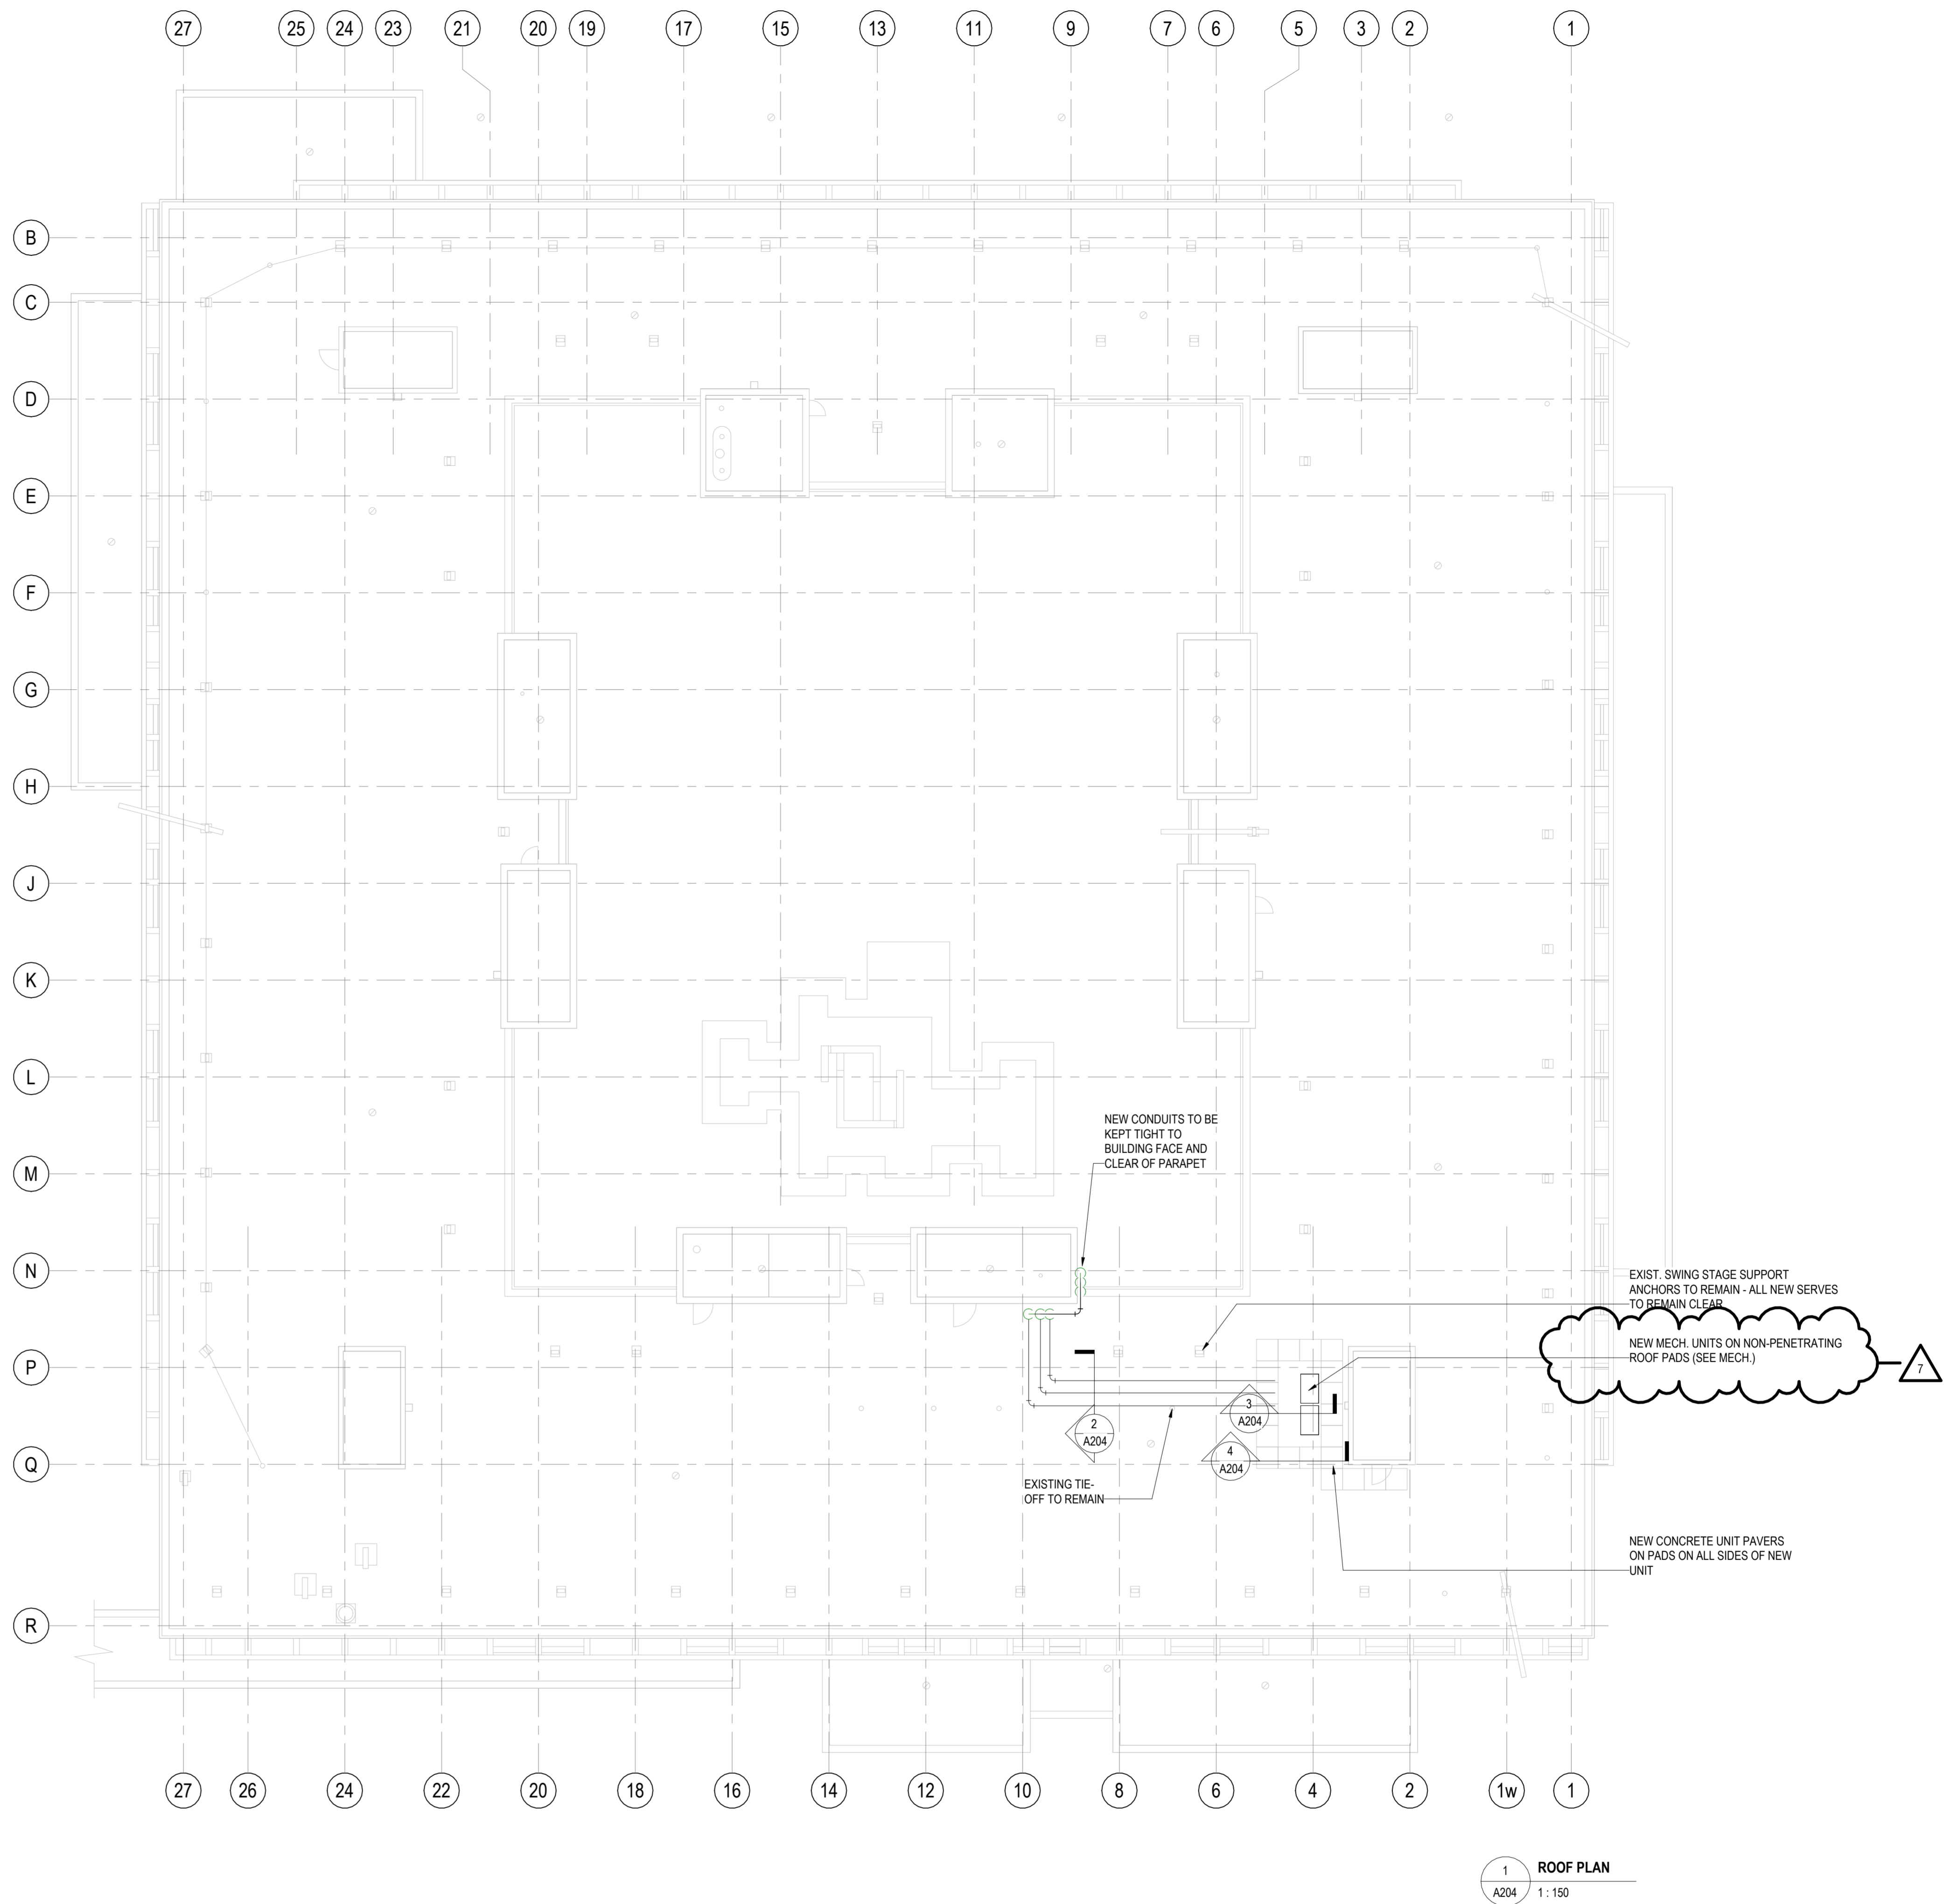 27
25
24
23
21
20
19
17
15
13
11
9
7
6
5
3
2
1
B
C
D
E
F
G
H
J
K
L
M
N
P
Q
R
NEW CONDUITS TO BE
KEPT TIGHT TO
BUILDING FACE AND
CLEAR OF PARAPET
EXIST. SWING STAGE SUPPORT
ANCHORS TO REMAIN - ALL NEW SERVES
TO REMAIN CLEAR
NEW MECH. UNITS ON NON-PENETRATING
ROOF PADS (SEE MECH.)
7
3
A204
2
A204
4
A204
EXISTING TIE-
OFF TO REMAIN
NEW CONCRETE UNIT PAVERS
ON PADS ON ALL SIDES OF NEW
UNIT
27
26
24
22
20
18
16
14
12
10
8
6
4
2
1w
1
1
A204
ROOF PLAN
1 : 150